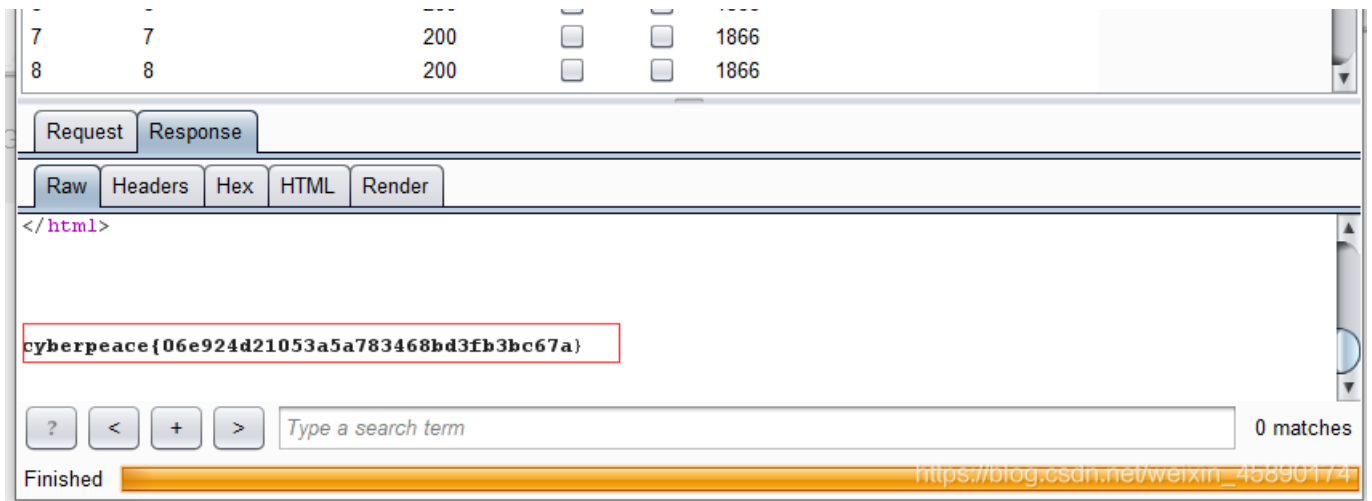 7 7 200 1866
8 8 200 1866
Request Response
Raw Headers Hex HTML Render
</html>
cyberpeace{06e924d21053a5a783468bd3fb3bc67a}
? < + > Type a search term 0 matches
Finished
https://blog.csdn.net/weixin_45890174